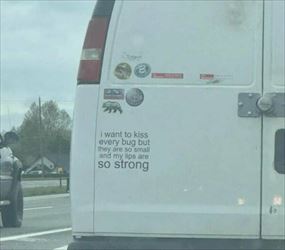 i want to kiss
every bug but
they are so small
and my lips are
so strong